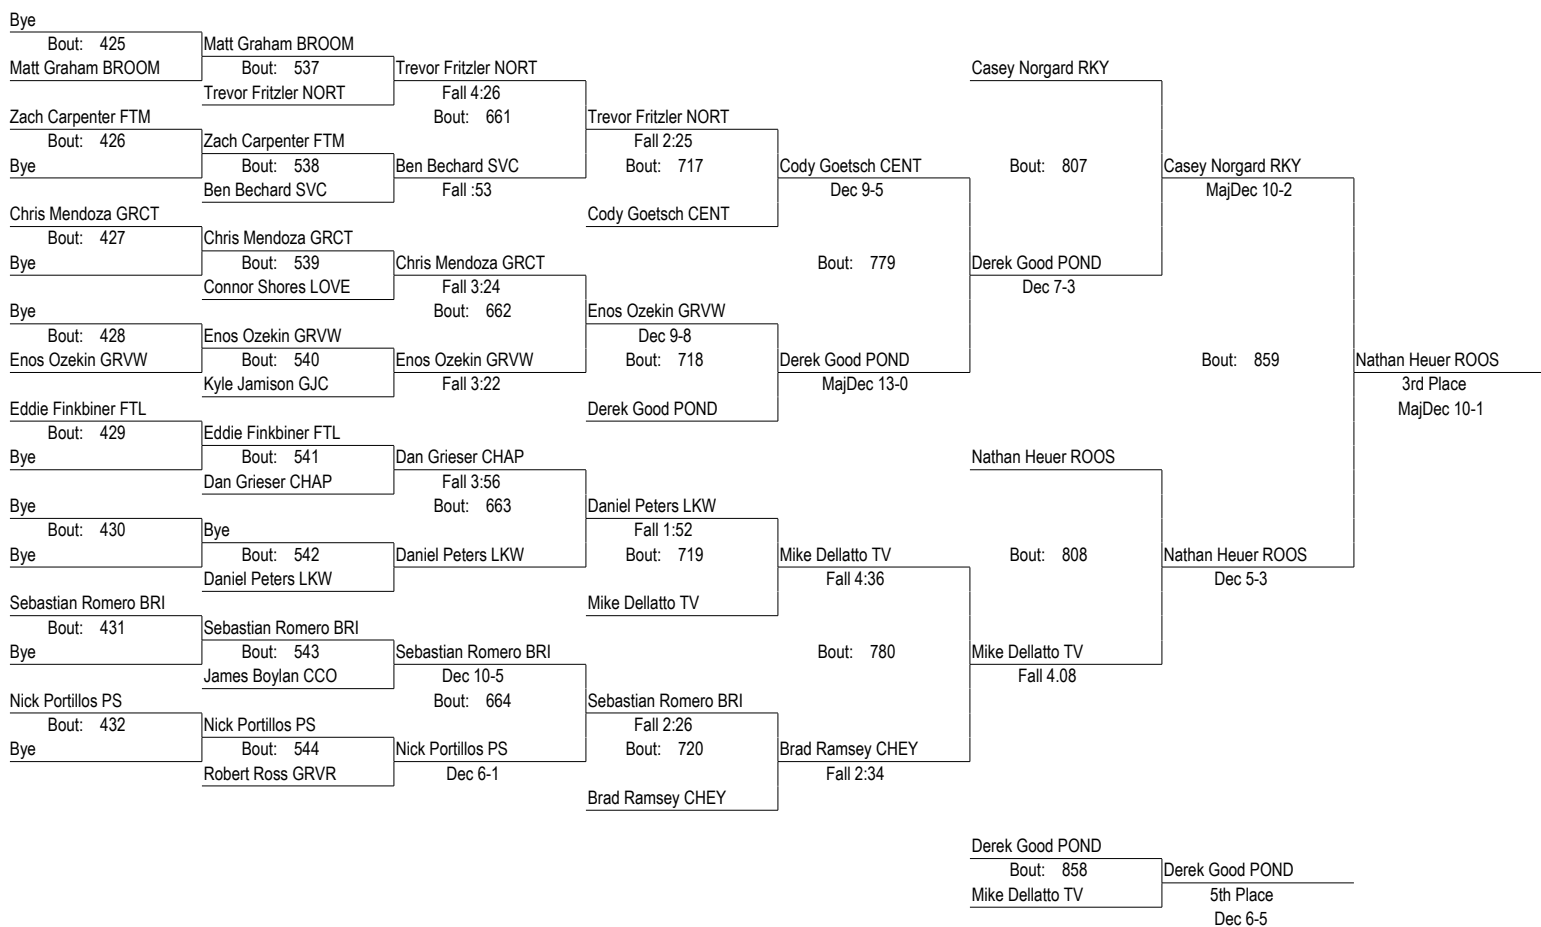 Bye
Bout: 425
Matt Graham BROOM
Zach Carpenter FTM
Bout: 426
Bye
Chris Mendoza GRCT
Bout: 427
Bye
Bye
Bout: 428
Enos Ozekin GRVW
Eddie Finkbiner FTL
Bout: 429
Bye
Bye
Bout: 430
Bye
Sebastian Romero BRI
Bout: 431
Bye
Nick Portillos PS
Bout: 432
Bye
Matt Graham BROOM
Bout: 537
Trevor Fritzler NORT
Zach Carpenter FTM
Bout: 538
Ben Bechard SVC
Chris Mendoza GRCT
Bout: 539
Connor Shores LOVE
Enos Ozekin GRVW
Bout: 540
Kyle Jamison GJC
Eddie Finkbiner FTL
Bout: 541
Dan Grieser CHAP
Bye
Bout: 542
Daniel Peters LKW
Sebastian Romero BRI
Bout: 543
James Boylan CCO
Nick Portillos PS
Bout: 544
Robert Ross GRVR
Trevor Fritzler NORT
Fall 4:26
Bout: 661
Ben Bechard SVC
Fall :53
Chris Mendoza GRCT
Fall 3:24
Bout: 662
Enos Ozekin GRVW
Fall 3:22
Dan Grieser CHAP
Fall 3:56
Bout: 663
Daniel Peters LKW
Sebastian Romero BRI
Dec 10-5
Bout: 664
Nick Portillos PS
Dec 6-1
Trevor Fritzler NORT
Fall 2:25
Bout: 717
Cody Goetsch CENT
Enos Ozekin GRVW
Dec 9-8
Bout: 718
Derek Good POND
Daniel Peters LKW
Fall 1:52
Bout: 719
Mike Dellatto TV
Sebastian Romero BRI
Fall 2:26
Bout: 720
Brad Ramsey CHEY
Cody Goetsch CENT
Dec 9-5
Bout: 779
Derek Good POND
MajDec 13-0
Mike Dellatto TV
Fall 4:36
Bout: 780
Brad Ramsey CHEY
Fall 2:34
Casey Norgard RKY
Bout: 807
Derek Good POND
Dec 7-3
Nathan Heuer ROOS
Bout: 808
Mike Dellatto TV
Fall 4.08
Casey Norgard RKY
MajDec 10-2
Bout: 859
Nathan Heuer ROOS
Dec 5-3
Nathan Heuer ROOS
3rd Place
MajDec 10-1
Derek Good POND
Bout: 858
Mike Dellatto TV
Derek Good POND
5th Place
Dec 6-5